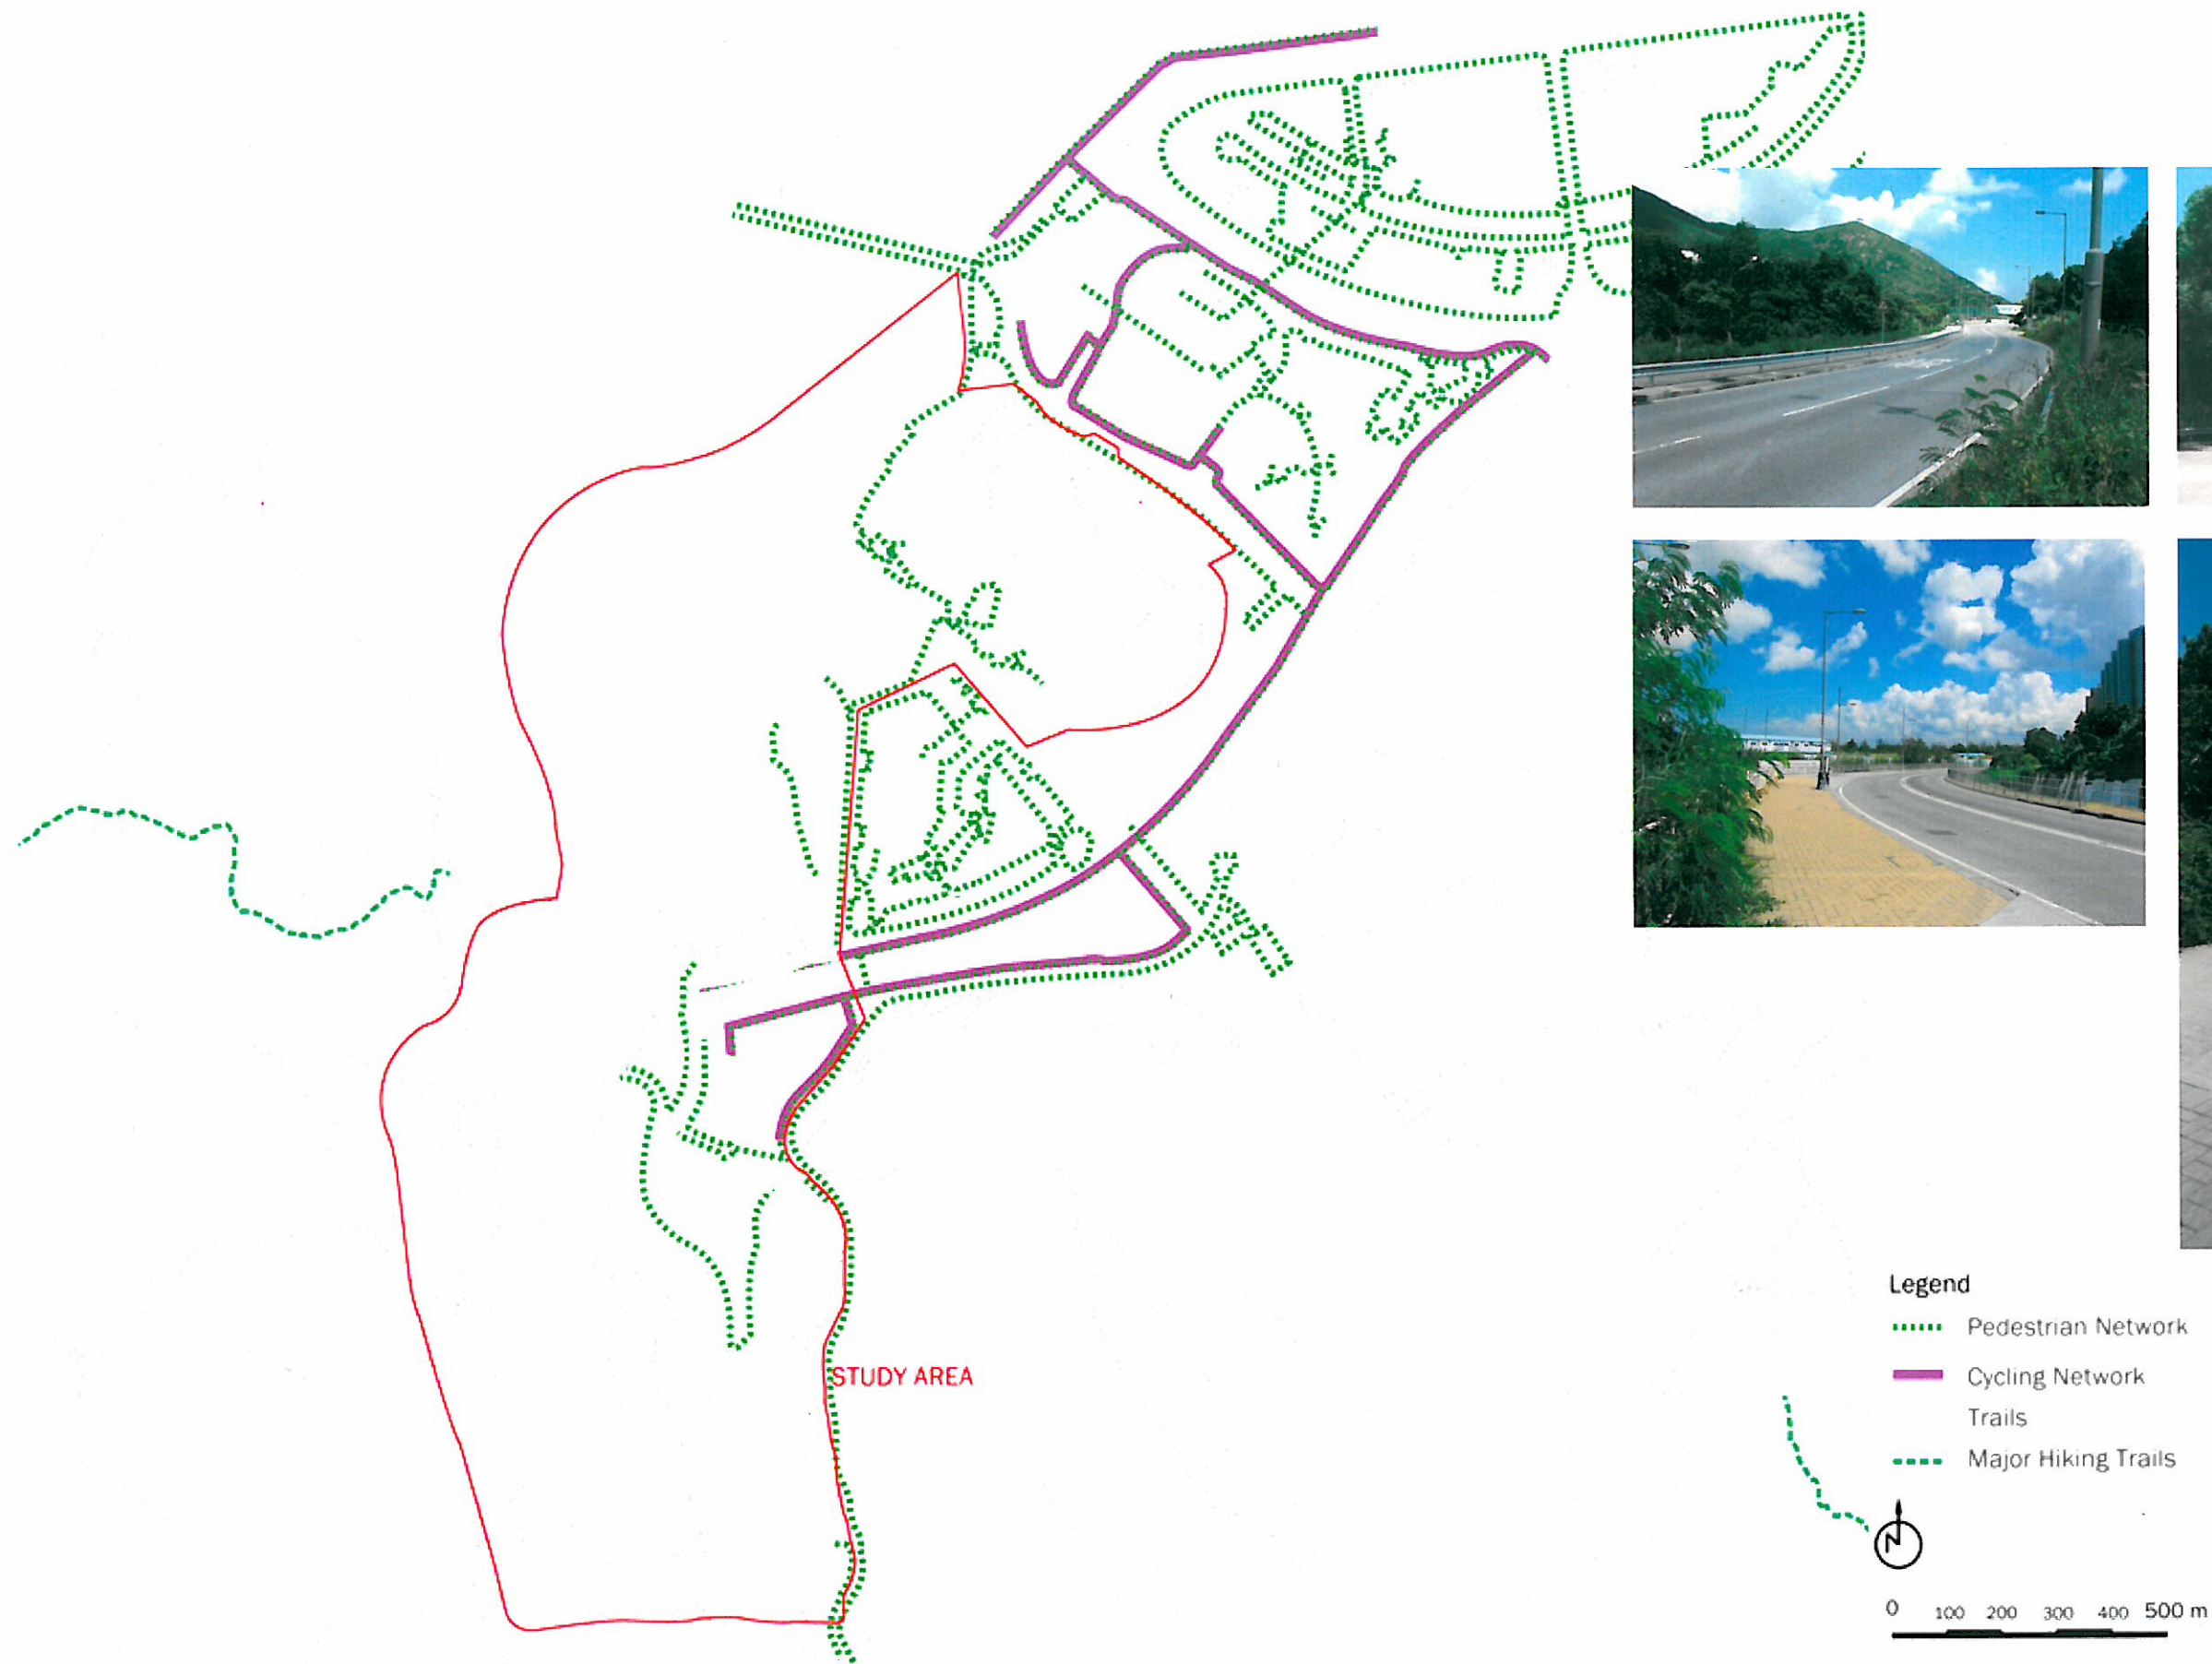 STUDY AREA
Legend
Pedestrian Network
Cycling Network
Trails
Major Hiking Trails
N
0 100 200 300 400 500 m